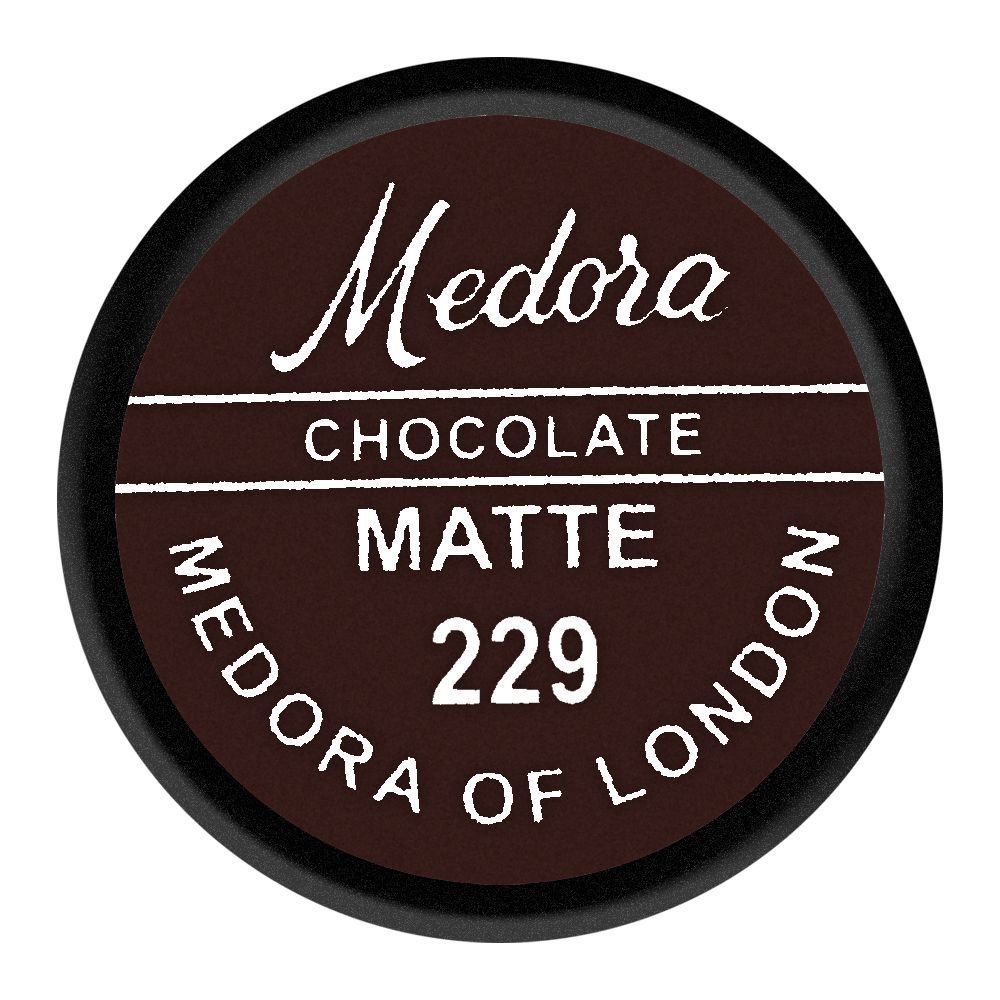 Medora
CHOCOLATE
MATTE
229
MEDORA OF LONDON